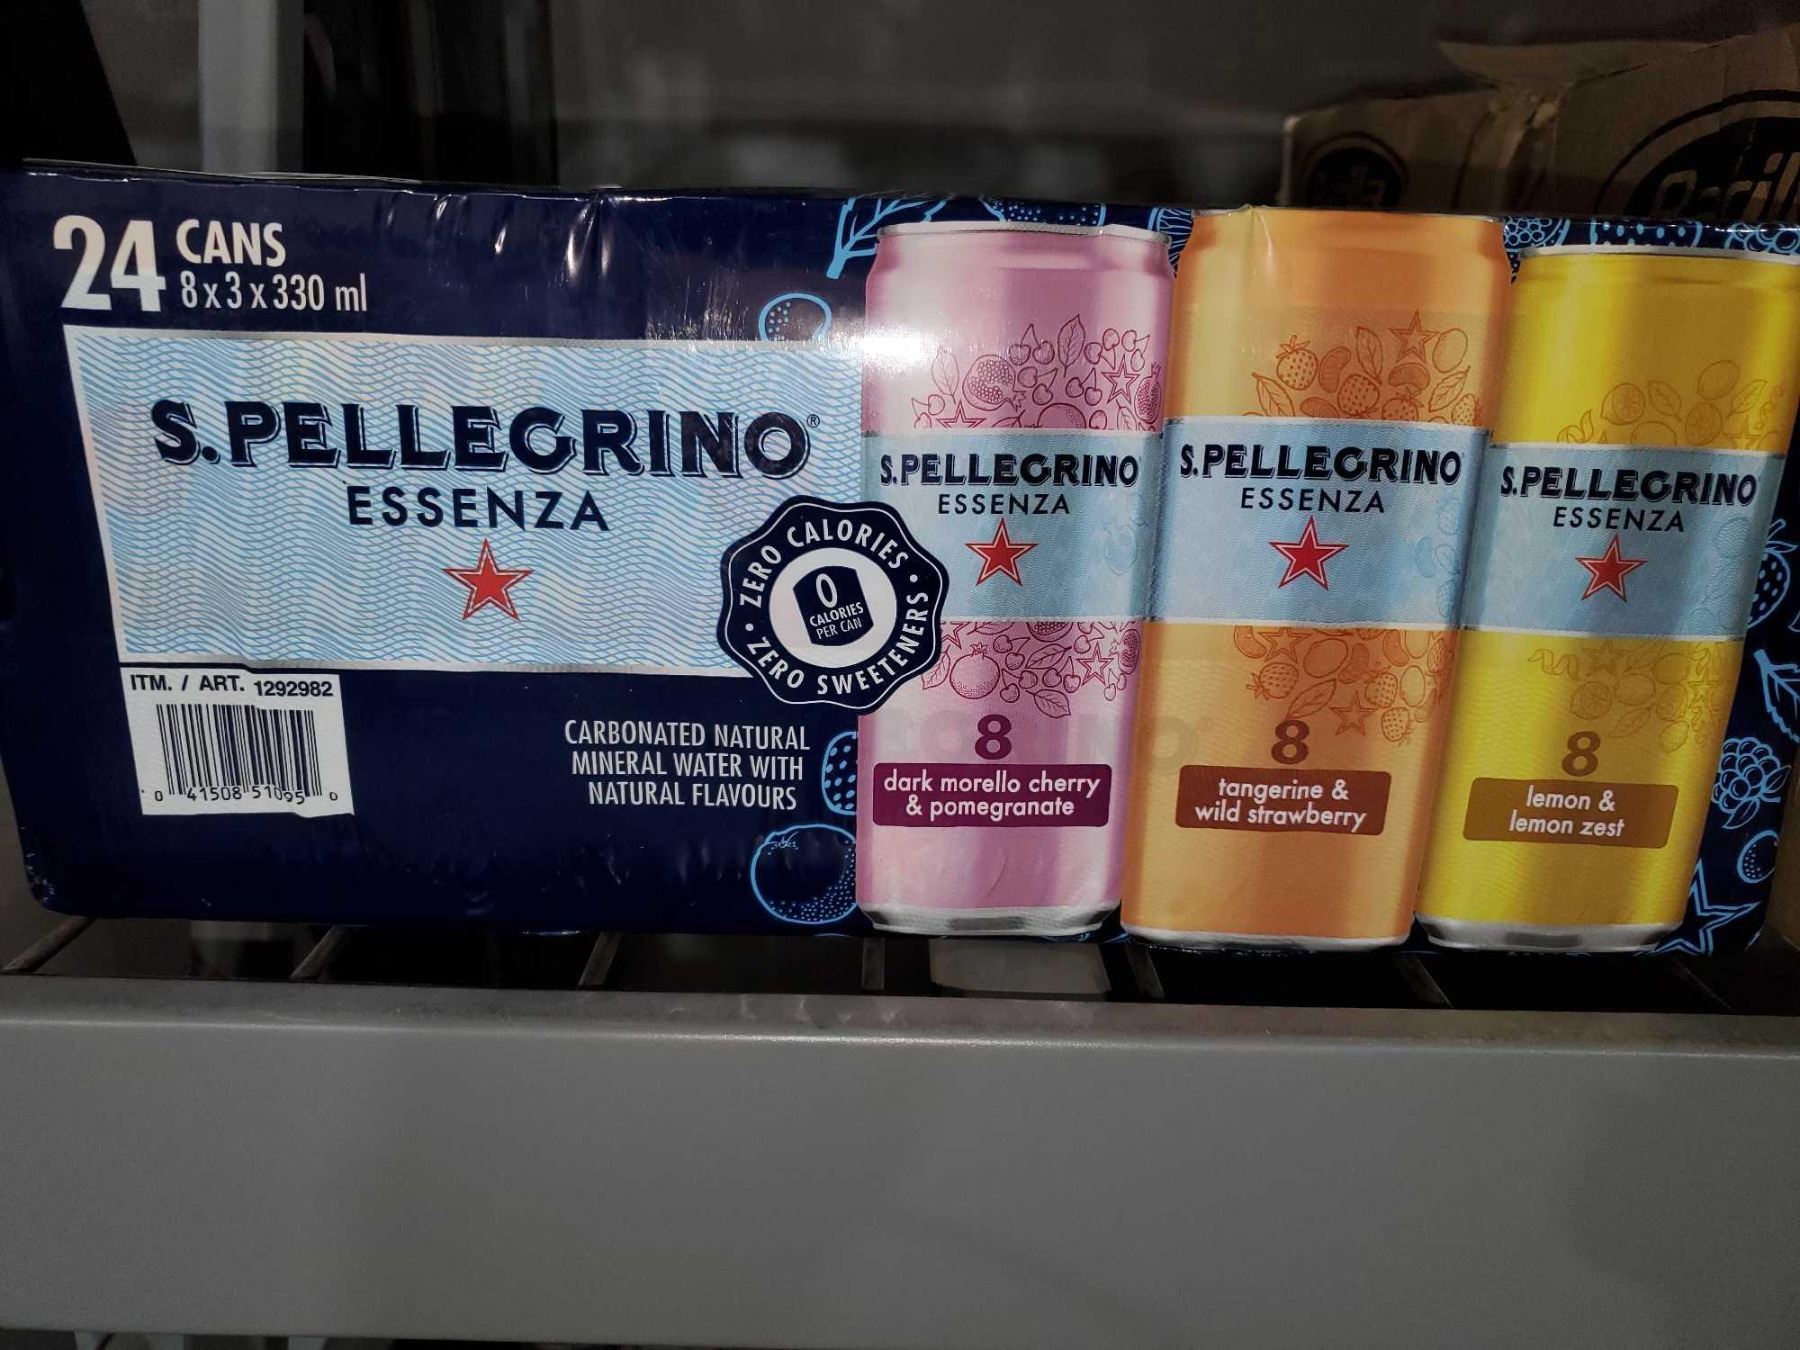 24 CANS
8 x 3 x 330 ml
S.PELLEGRINO®
ESSENZA
ZERO CALORIES • ZERO SWEETENERS •
0
CALORIES
PER CAN
ITM. / ART. 1292982
0 41508 51095 0
CARBONATED NATURAL
MINERAL WATER WITH
NATURAL FLAVOURS
S.PELLEGRINO
ESSENZA
8
dark morello cherry
& pomegranate
S.PELLEGRINO
ESSENZA
8
tangerine &
wild strawberry
S.PELLEGRINO
ESSENZA
8
lemon &
lemon zest